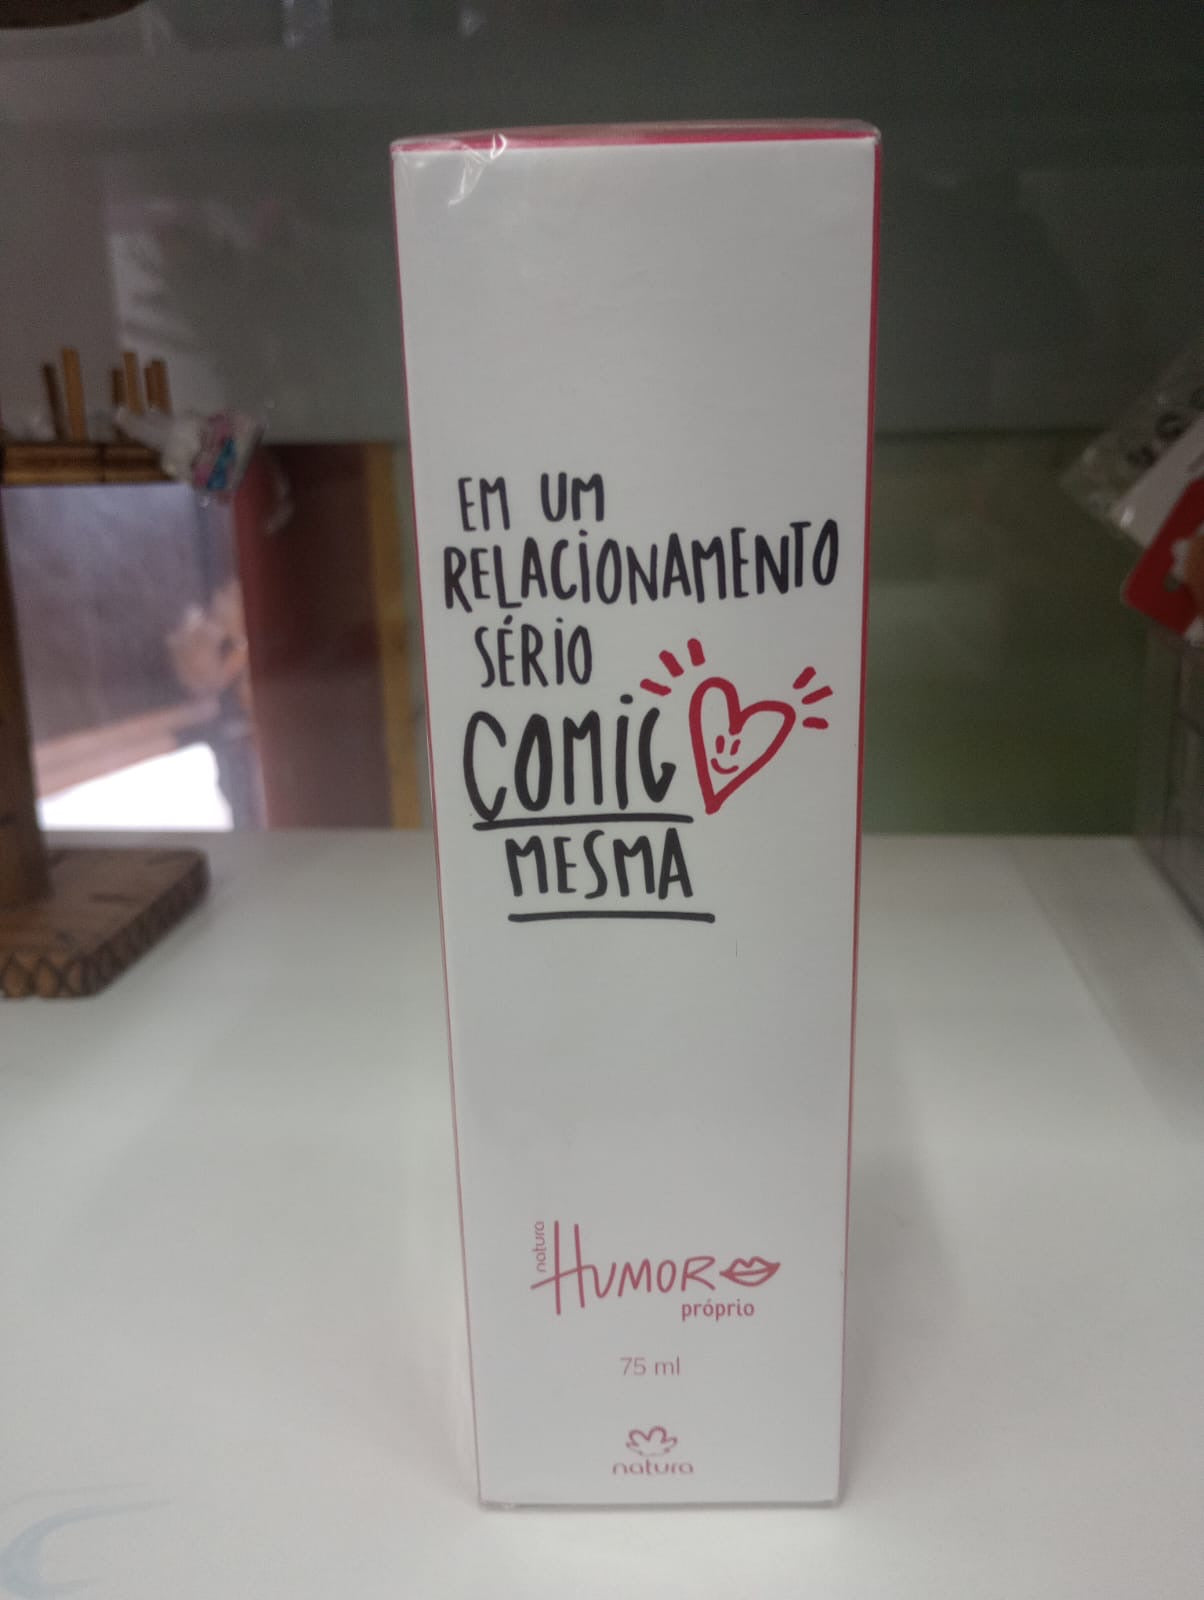 EM UM
RELACIONAMENTO
SÉRIO
COMIG
MESMA
natura
HUMOR
próprio
75 ml
natura